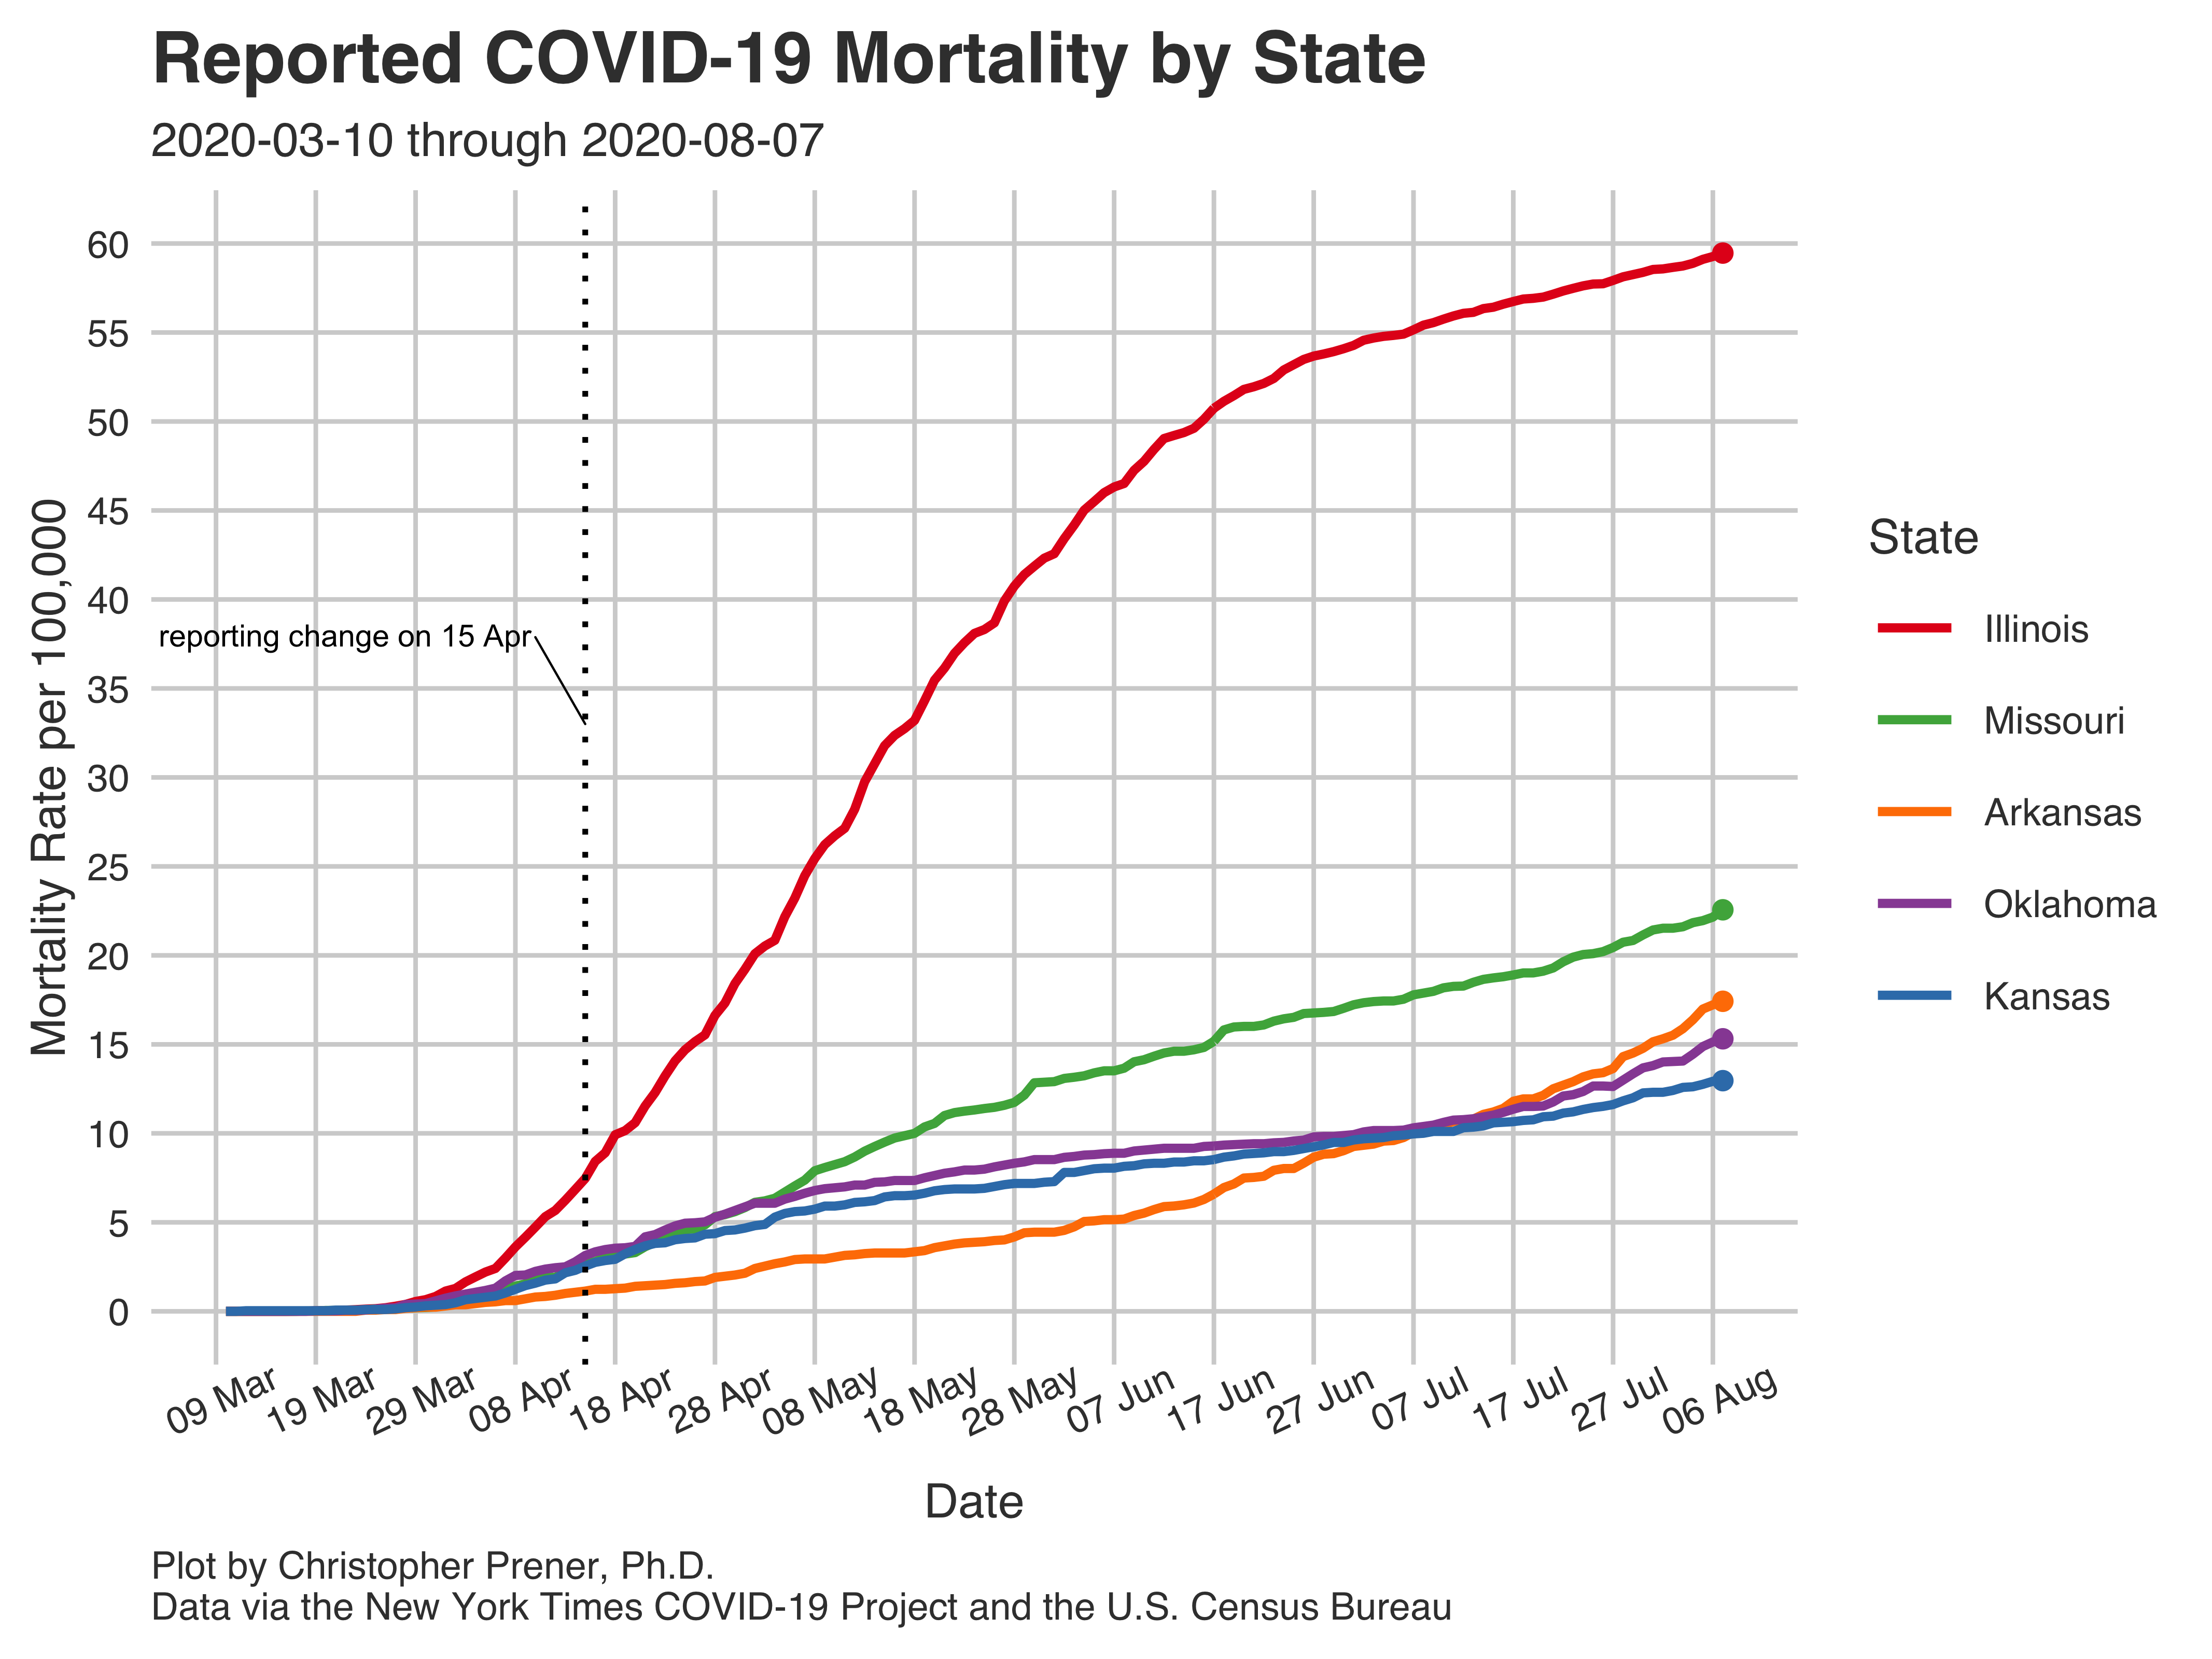 Reported COVID-19 Mortality by State
2020-03-10 through 2020-08-07
Mortality Rate per 100,000
60
55
50
45
40
35
30
25
20
15
10
5
0
reporting change on 15 Apr
09 Mar
19 Mar
29 Mar
08 Apr
18 Apr
28 Apr
08 May
18 May
28 May
07 Jun
17 Jun
27 Jun
07 Jul
17 Jul
27 Jul
06 Aug
Date
State
Illinois
Missouri
Arkansas
Oklahoma
Kansas
Plot by Christopher Prener, Ph.D.
Data via the New York Times COVID-19 Project and the U.S. Census Bureau